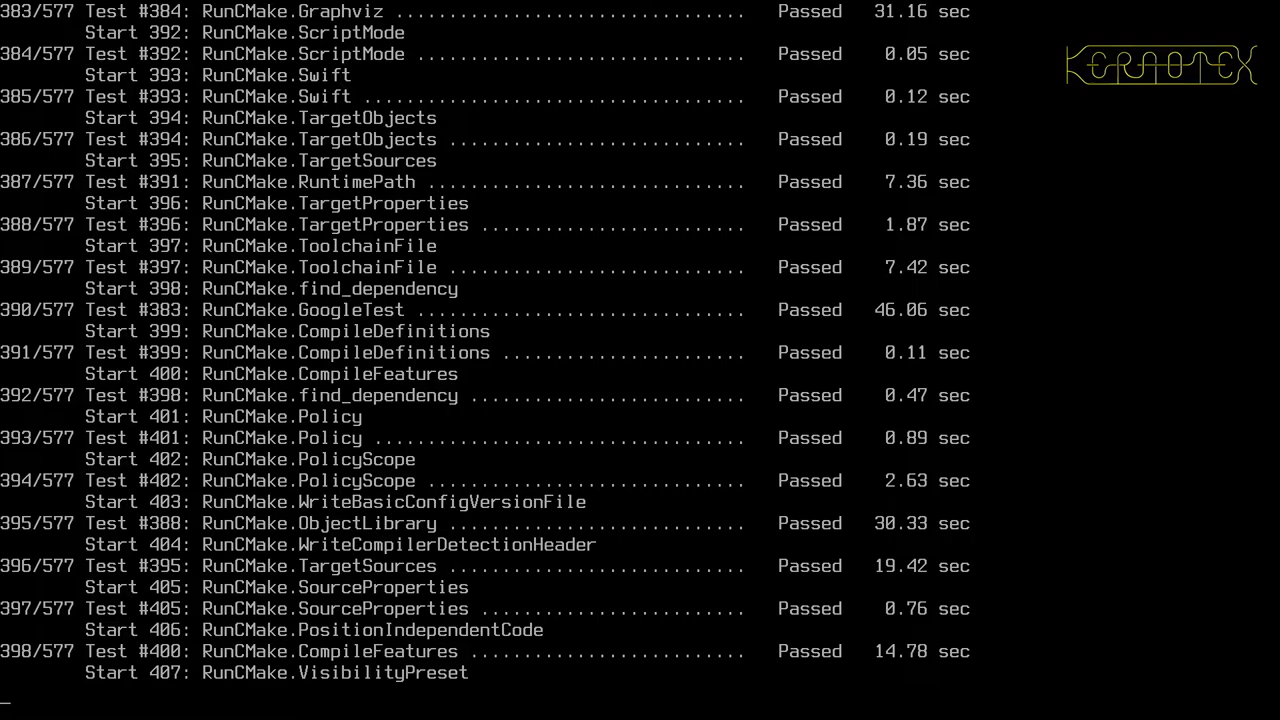 383/577 Test #384: RunCMake.Graphviz .................................   Passed   31.16 sec
        Start 392: RunCMake.ScriptMode
384/577 Test #392: RunCMake.ScriptMode ...............................   Passed    0.05 sec
        Start 393: RunCMake.Swift
385/577 Test #393: RunCMake.Swift ....................................   Passed    0.12 sec
        Start 394: RunCMake.TargetObjects
386/577 Test #394: RunCMake.TargetObjects ............................   Passed    0.19 sec
        Start 395: RunCMake.TargetSources
387/577 Test #391: RunCMake.RuntimePath ..............................   Passed    7.36 sec
        Start 396: RunCMake.TargetProperties
388/577 Test #396: RunCMake.TargetProperties .........................   Passed    1.87 sec
        Start 397: RunCMake.ToolchainFile
389/577 Test #397: RunCMake.ToolchainFile ............................   Passed    7.42 sec
        Start 398: RunCMake.find_dependency
390/577 Test #383: RunCMake.GoogleTest ...............................   Passed   46.06 sec
        Start 399: RunCMake.CompileDefinitions
391/577 Test #399: RunCMake.CompileDefinitions .......................   Passed    0.11 sec
        Start 400: RunCMake.CompileFeatures
392/577 Test #398: RunCMake.find_dependency ..........................   Passed    0.47 sec
        Start 401: RunCMake.Policy
393/577 Test #401: RunCMake.Policy ...................................   Passed    0.89 sec
        Start 402: RunCMake.PolicyScope
394/577 Test #402: RunCMake.PolicyScope ..............................   Passed    2.63 sec
        Start 403: RunCMake.WriteBasicConfigVersionFile
395/577 Test #388: RunCMake.ObjectLibrary ............................   Passed   30.33 sec
        Start 404: RunCMake.WriteCompilerDetectionHeader
396/577 Test #395: RunCMake.TargetSources ............................   Passed   19.42 sec
        Start 405: RunCMake.SourceProperties
397/577 Test #405: RunCMake.SourceProperties .........................   Passed    0.76 sec
        Start 406: RunCMake.PositionIndependentCode
398/577 Test #400: RunCMake.CompileFeatures ..........................   Passed   14.78 sec
        Start 407: RunCMake.VisibilityPreset